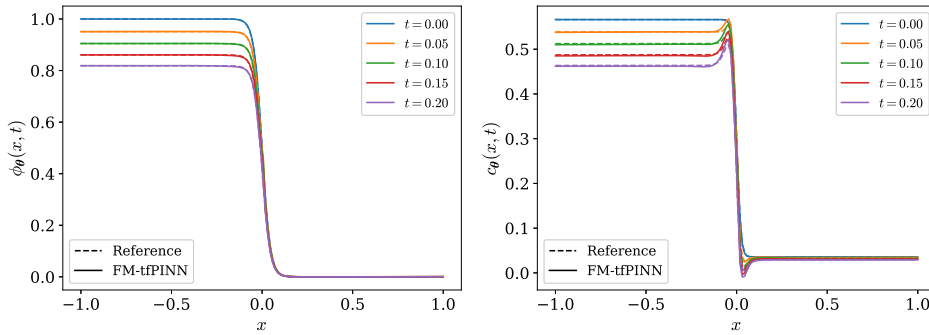 1.0
0.8
0.6
0.4
0.2
0.0
ϕ_θ(x, t)
t = 0.00
t = 0.05
t = 0.10
t = 0.15
t = 0.20
Reference
FM-tfPINN
−1.0 −0.5 0.0 0.5 1.0
x
0.5
0.4
0.3
0.2
0.1
0.0
c_θ(x, t)
t = 0.00
t = 0.05
t = 0.10
t = 0.15
t = 0.20
Reference
FM-tfPINN
−1.0 −0.5 0.0 0.5 1.0
x